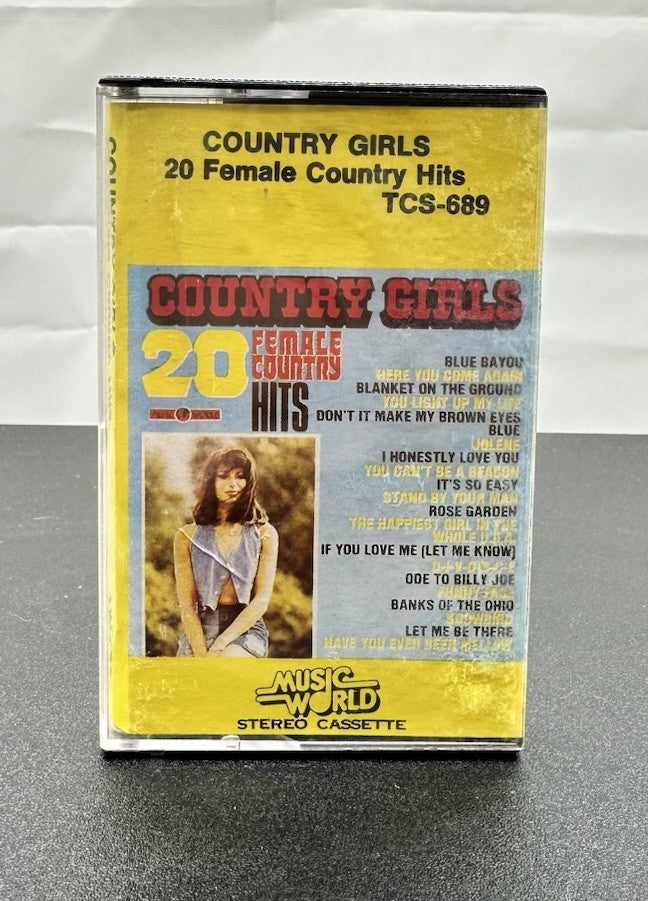 COUNTRY GIRLS
20 Female Country Hits
TCS-689
COUNTRY GIRLS
20 FEMALE
COUNTRY
HITS
BLUE BAYOU
HERE YOU COME AGAIN
BLANKET ON THE GROUND
YOU LIGHT UP MY LIFE
DON'T IT MAKE MY BROWN EYES
BLUE
JOLENE
I HONESTLY LOVE YOU
YOU CAN'T BE A BEACON
IT'S SO EASY
STAND BY YOUR MAN
ROSE GARDEN
THE HAPPIEST GIRL IN THE
WHOLE U.S.A.
IF YOU LOVE ME (LET ME KNOW)
D-I-V-O-R-C-E
ODE TO BILLY JOE
FUNNY FACE
BANKS OF THE OHIO
SNOWBIRD
LET ME BE THERE
HAVE YOU EVER BEEN MELLOW
MUSIC
WORLD
STEREO CASSETTE